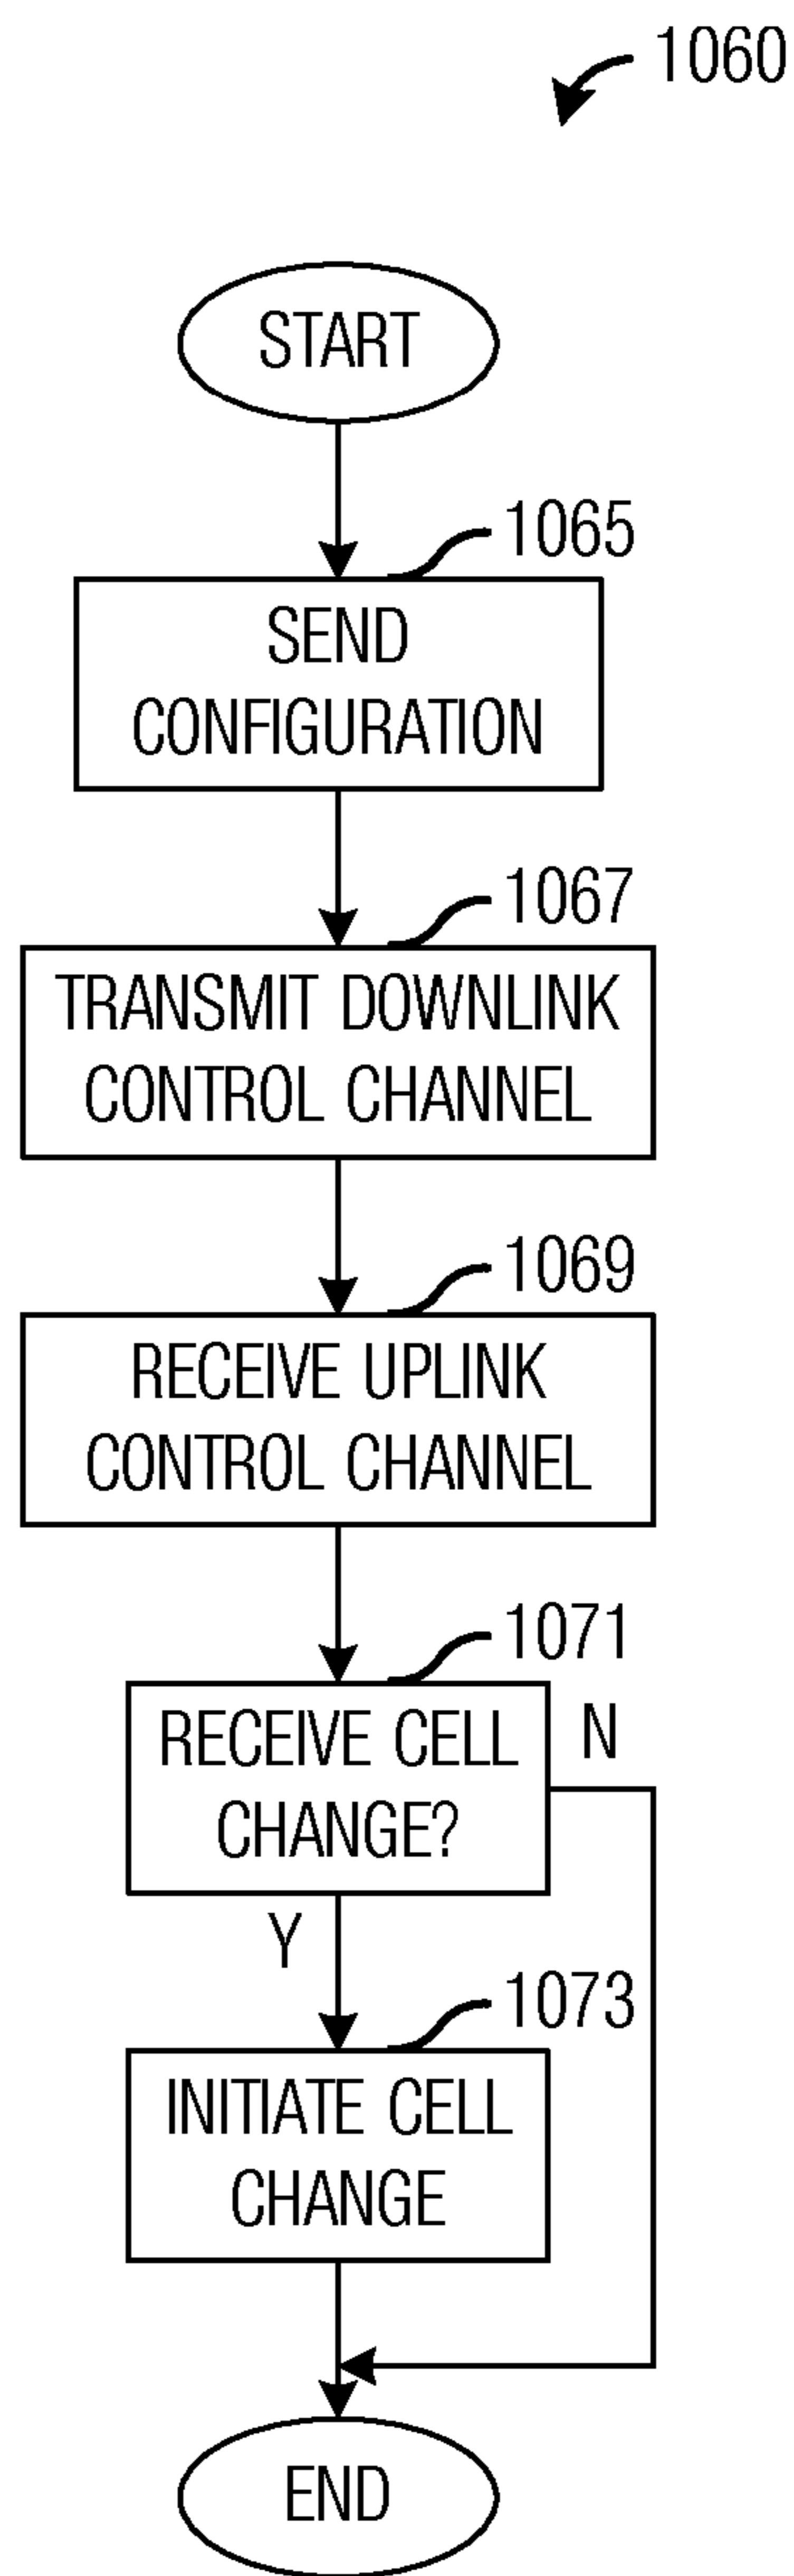 1060
START
1065
SEND
CONFIGURATION
1067
TRANSMIT DOWNLINK
CONTROL CHANNEL
1069
RECEIVE UPLINK
CONTROL CHANNEL
1071
RECEIVE CELL
CHANGE?
N
Y
1073
INITIATE CELL
CHANGE
END